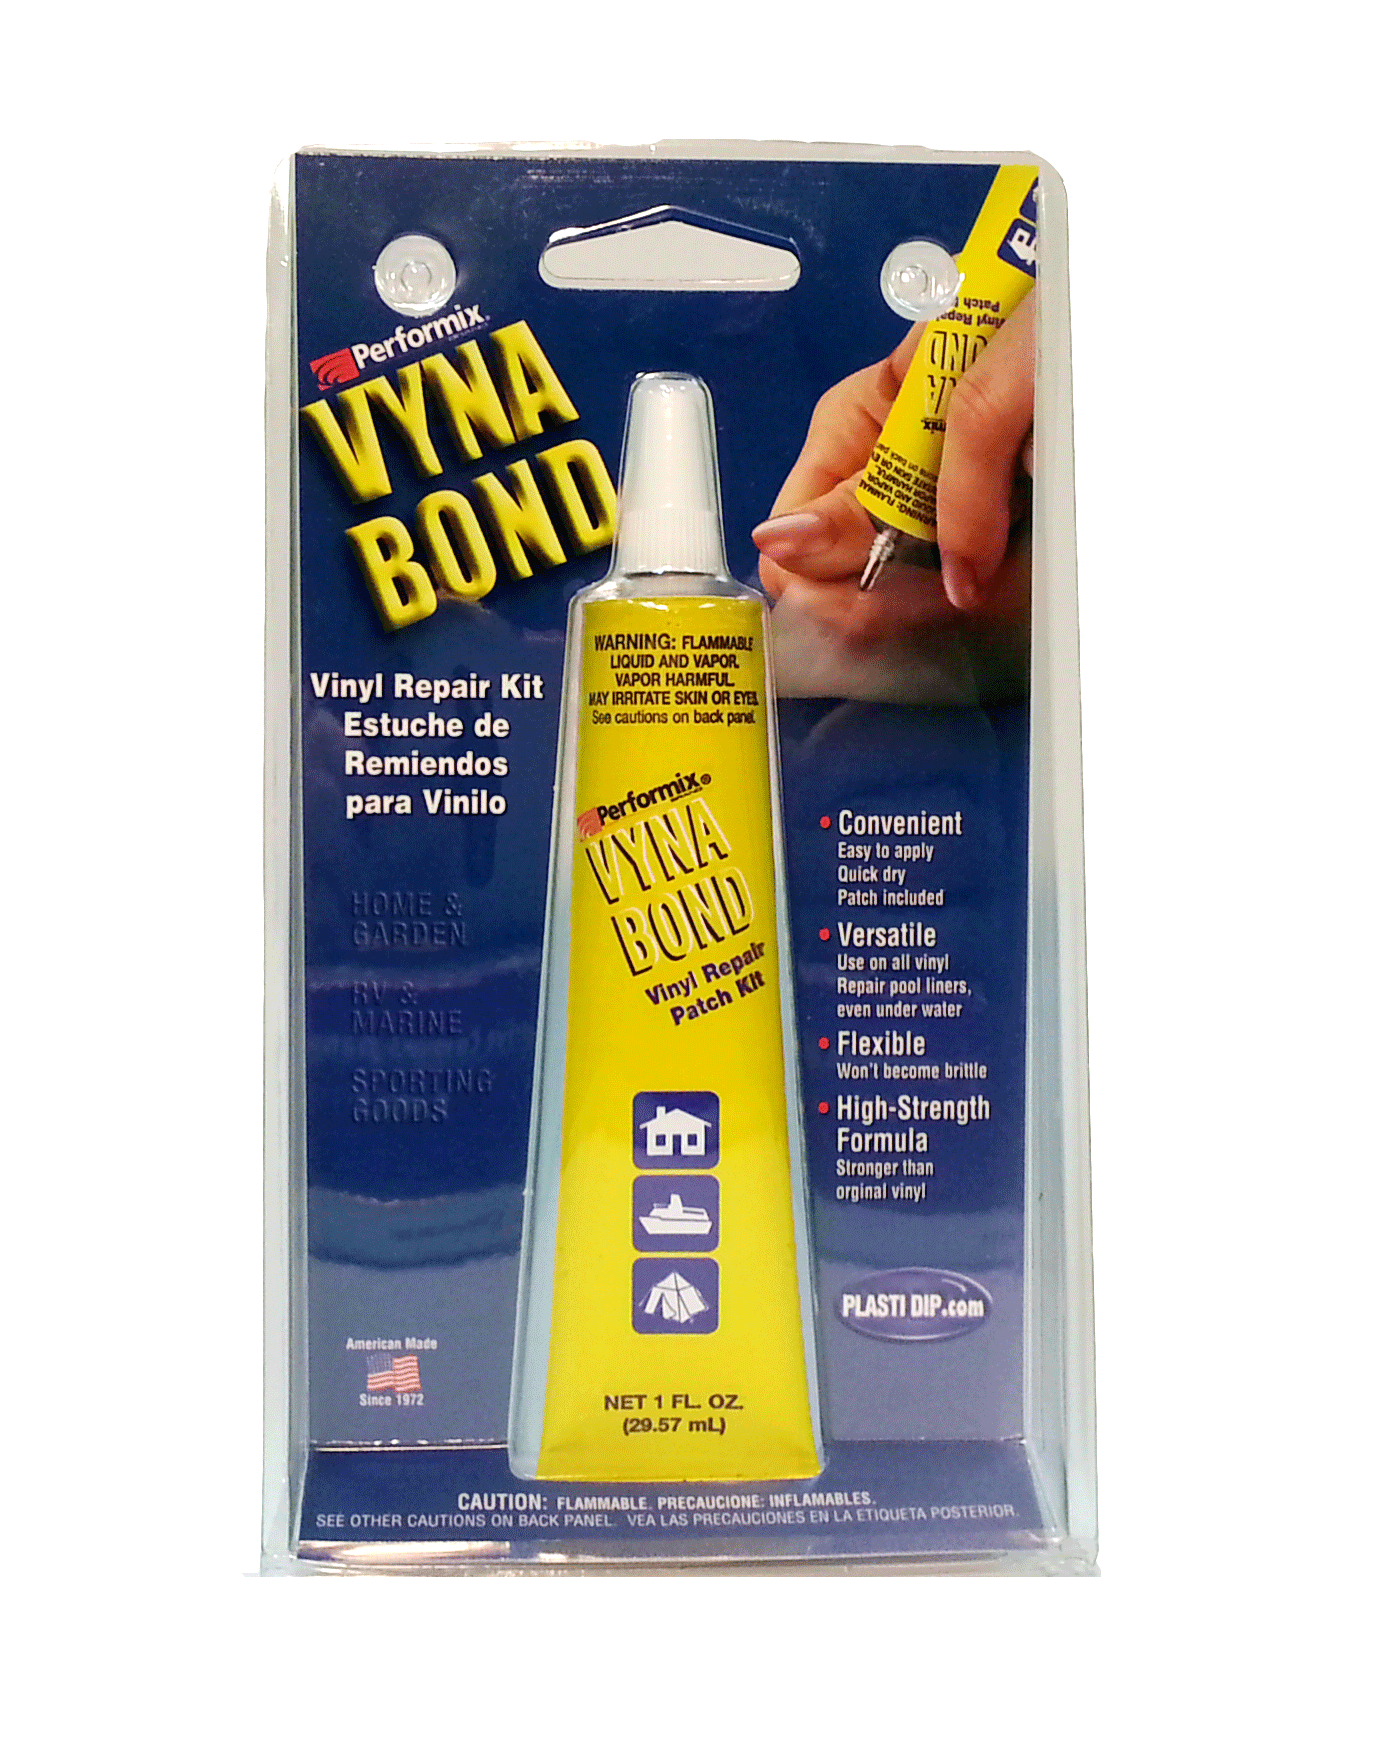 Performix
VYNA
BOND
Vinyl Repair Kit
Estuche de
Remiendos
para Vinilo
HOME &
GARDEN
RV &
MARINE
SPORTING
GOODS
American Made
Since 1972
WARNING: FLAMMABLE
LIQUID AND VAPOR.
VAPOR HARMFUL.
MAY IRRITATE SKIN OR EYES.
See cautions on back panel.
Performix®
VYNA
BOND
Vinyl Repair
Patch Kit
NET 1 FL. OZ.
(29.57 mL)
Patch
Vinyl Repai
OND
• Convenient
Easy to apply
Quick dry
Patch included
• Versatile
Use on all vinyl
Repair pool liners,
even under water
• Flexible
Won't become brittle
• High-Strength
Formula
Stronger than
orginal vinyl
PLASTI DIP.com
CAUTION: FLAMMABLE. PRECAUCIONE: INFLAMABLES.
SEE OTHER CAUTIONS ON BACK PANEL. VEA LAS PRECAUCIONES EN LA ETIQUETA POSTERIOR.